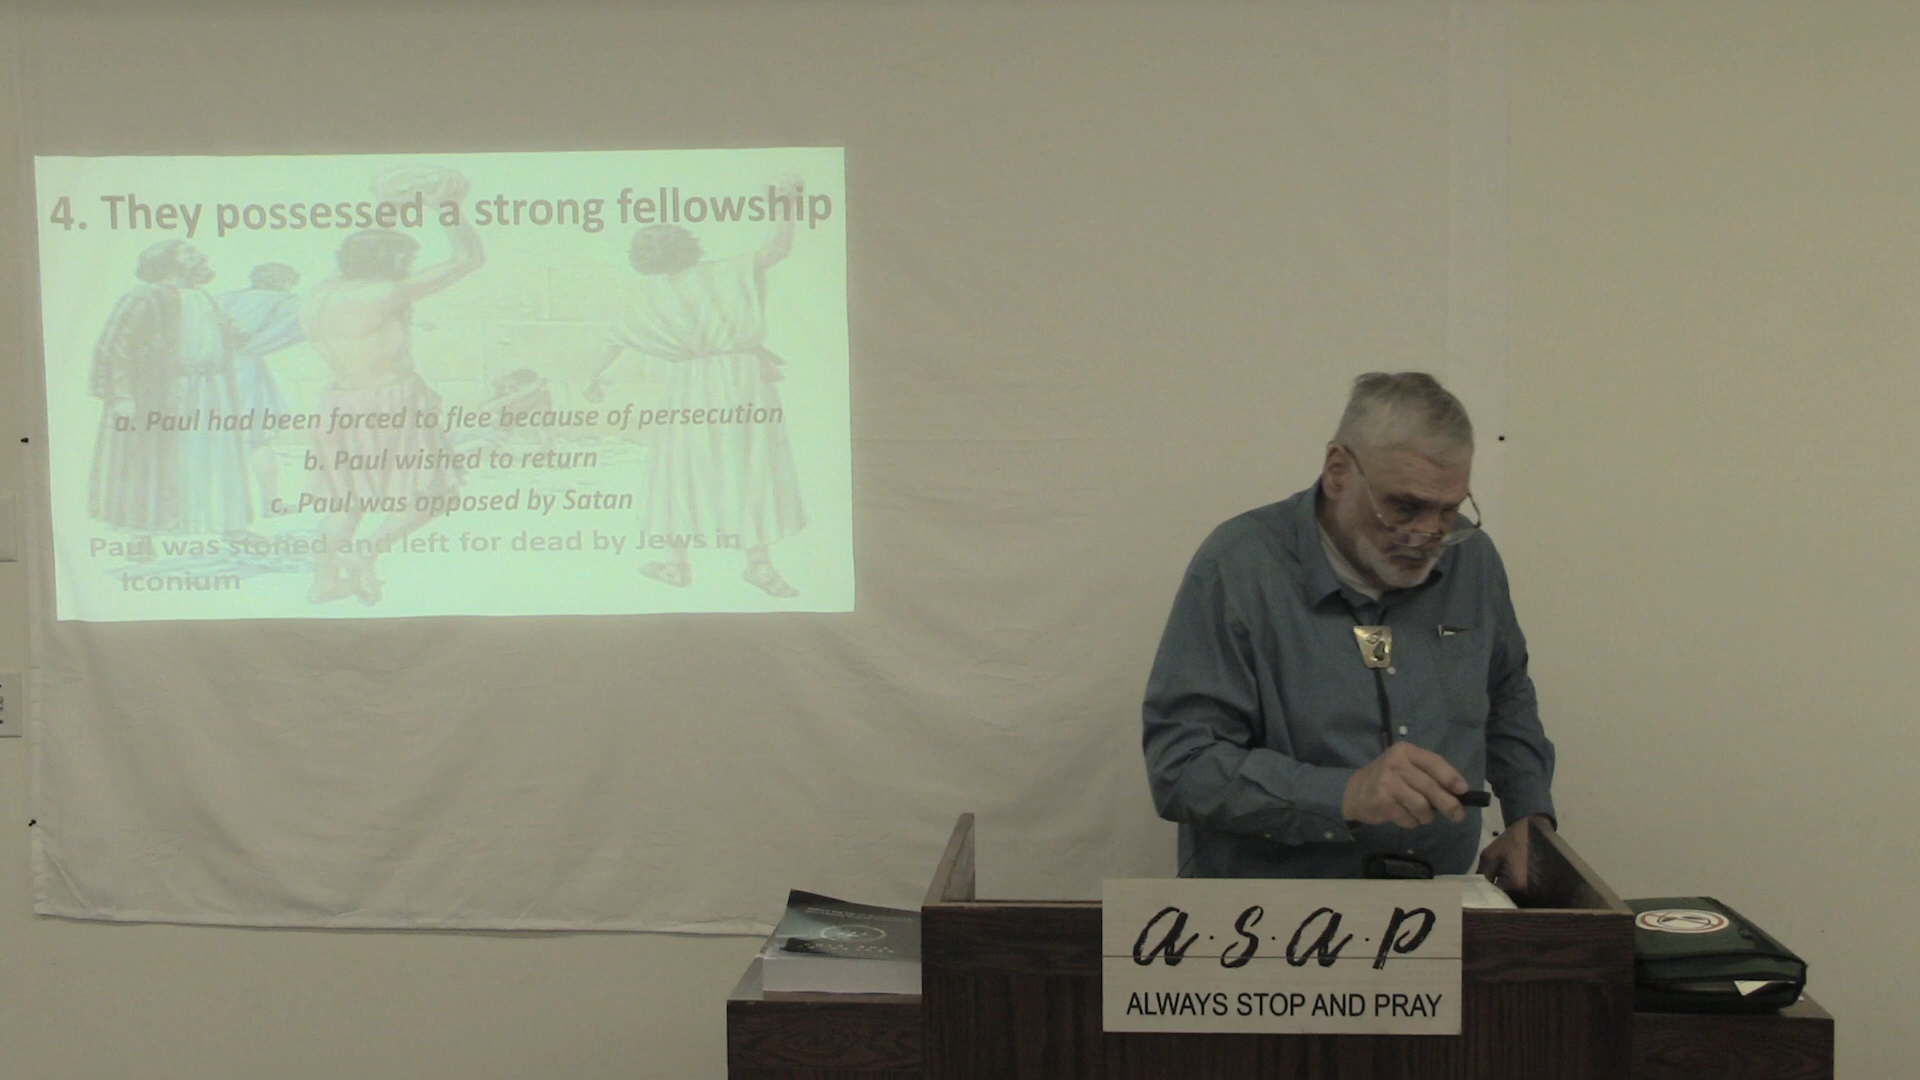 4. They possessed a strong fellowship
a. Paul had been forced to flee because of persecution
b. Paul wished to return
c. Paul was opposed by Satan
Paul was stoned and left for dead by Jews in
Iconium
a.s.a.p
ALWAYS STOP AND PRAY